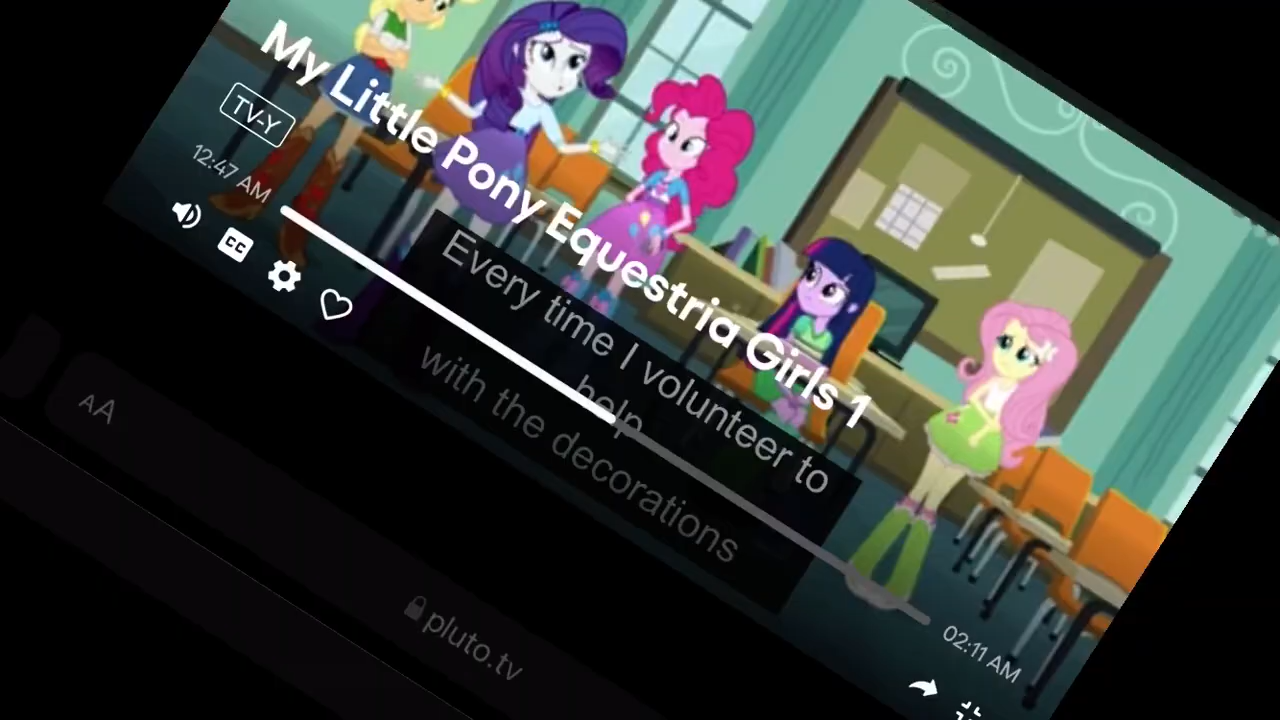 My Little Pony Equestria Girls 1
TV-Y
12:47 AM
CC
Every time I volunteer to
help
with the decorations
02:11 AM
AA
pluto.tv